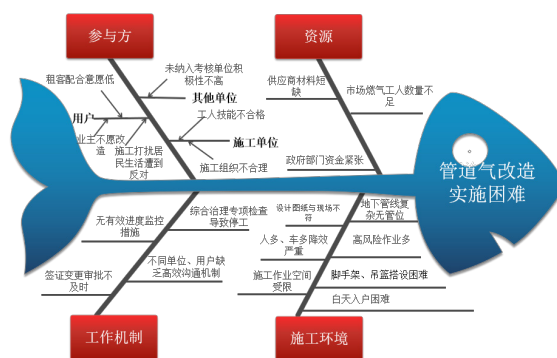 参与方
资源
未纳入考核单位积
极性不高
租客配合意愿低
其他单位
用户
工人技能不合格
业主不愿改
造
施工打扰居
民生活遭到
反对
施工单位
施工组织不合理
供应商材料短
缺
市场燃气工人数量不
足
政府部门资金紧张
管道气改造
实施困难
综合治理专项检查
导致停工
无有效进度监控
措施
不同单位、用户缺
乏高效沟通机制
签证变更审批不
及时
设计图纸与现场不
符
地下管线复
杂无管位
人多、车多降效
严重
高风险作业多
施工作业空间
受限
脚手架、吊篮搭设困难
白天入户困难
工作机制
施工环境